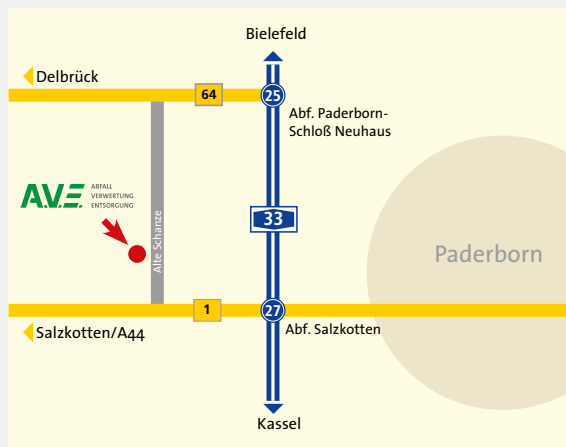 Bielefeld
Delbrück
64
25
Abf. Paderborn-
Schloß Neuhaus
A.V.E.
ABFALL
VERWERTUNG
ENTSORGUNG
Alte Schanze
33
Paderborn
1
27
Salzkotten/A44
Abf. Salzkotten
Kassel